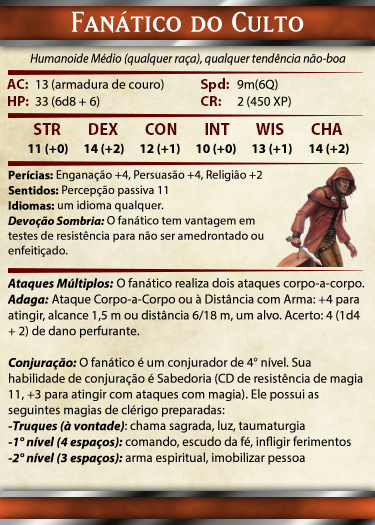 Fanático do Culto
Humanoide Médio (qualquer raça), qualquer tendência não-boa
AC: 13 (armadura de couro) Spd: 9m(6Q)
HP: 33 (6d8 + 6) CR: 2 (450 XP)
STR DEX CON INT WIS CHA
11 (+0) 14 (+2) 12 (+1) 10 (+0) 13 (+1) 14 (+2)
Perícias: Enganação +4, Persuasão +4, Religião +2
Sentidos: Percepção passiva 11
Idiomas: um idioma qualquer.
Devoção Sombria: O fanático tem vantagem em
testes de resistência para não ser amedrontado ou
enfeitiçado.
Ataques Múltiplos: O fanático realiza dois ataques corpo-a-corpo.
Adaga: Ataque Corpo-a-Corpo ou à Distância com Arma: +4 para
atingir, alcance 1,5 m ou distância 6/18 m, um alvo. Acerto: 4 (1d4
+ 2) de dano perfurante.
Conjuração: O fanático é um conjurador de 4° nível. Sua
habilidade de conjuração é Sabedoria (CD de resistência de magia
11, +3 para atingir com ataques com magia). Ele possui as
seguintes magias de clérigo preparadas:
-Truques (à vontade): chama sagrada, luz, taumaturgia
-1° nível (4 espaços): comando, escudo da fé, infligir ferimentos
-2° nível (3 espaços): arma espiritual, imobilizar pessoa